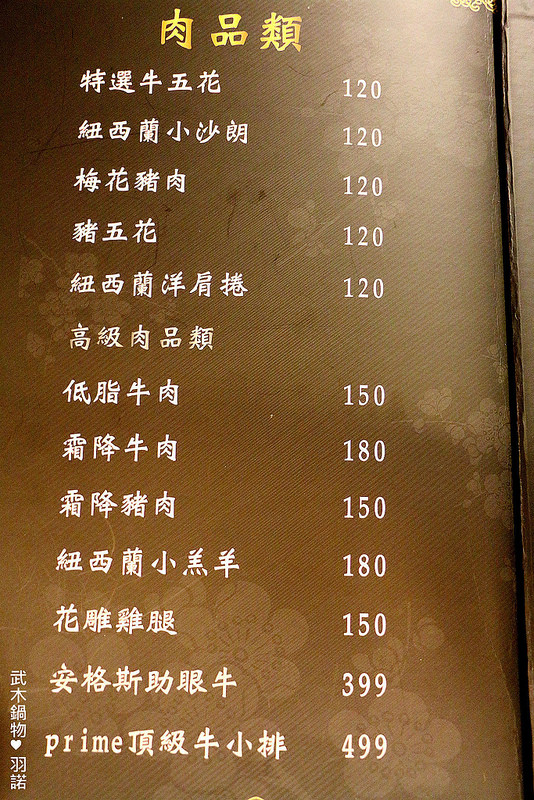 肉品類
特選牛五花 120
紐西蘭小沙朗 120
梅花豬肉 120
豬五花 120
紐西蘭洋肩捲 120
高級肉品類
低脂牛肉 150
霜降牛肉 180
霜降豬肉 150
紐西蘭小羔羊 180
花雕雞腿 150
安格斯助眼牛 399
prime頂級牛小排 499
武木鍋物♥羽諾